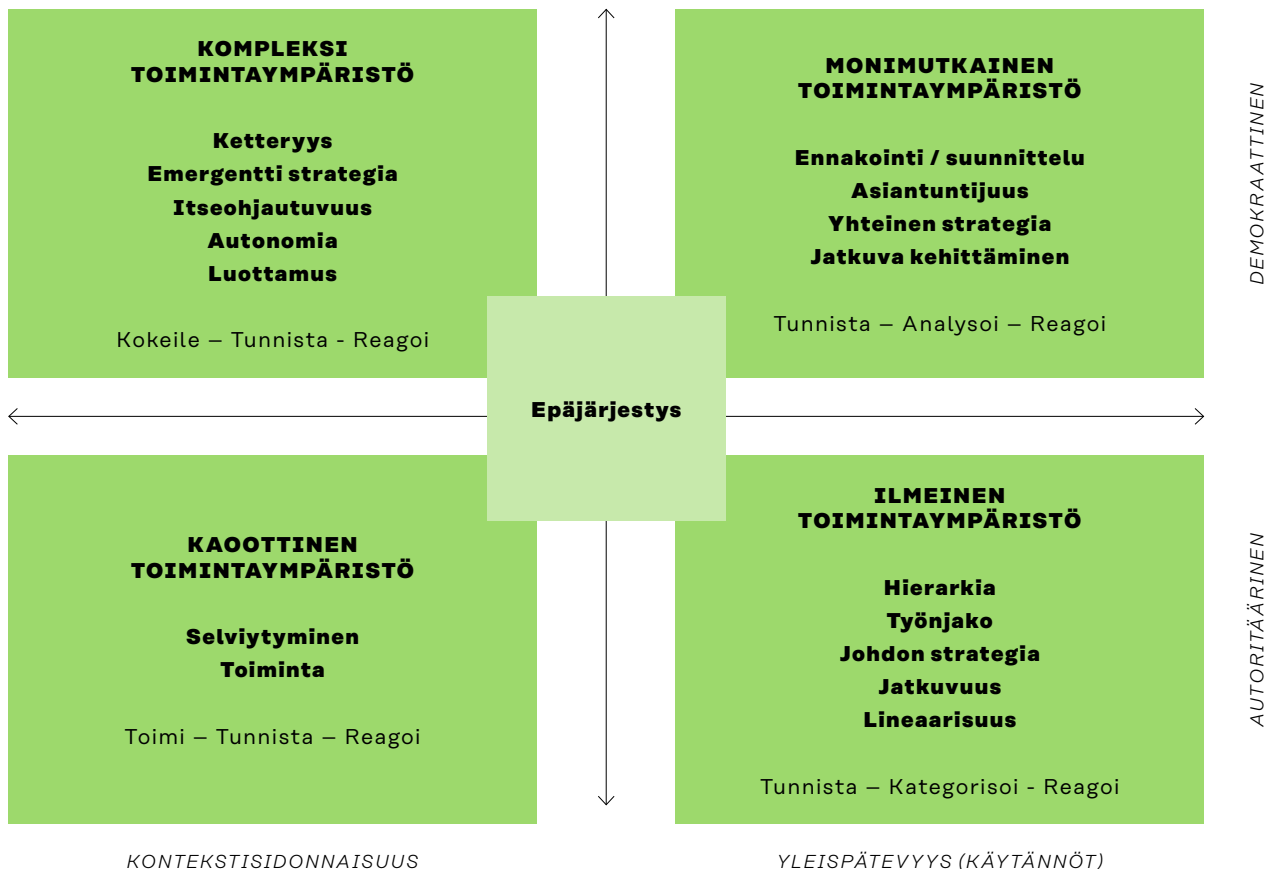 KOMPLEKSI
TOIMINTAYMPÄRISTÖ
Ketteryys
Emergentti strategia
Itseohjautuvuus
Autonomia
Luottamus
Kokeile – Tunnista - Reagoi
MONIMUTKAINEN
TOIMINTAYMPÄRISTÖ
Ennakointi / suunnittelu
Asiantuntijuus
Yhteinen strategia
Jatkuva kehittäminen
Tunnista – Analysoi – Reagoi
DEMOKRAATTINEN
Epäjärjestys
KAOOTTINEN
TOIMINTAYMPÄRISTÖ
Selviytyminen
Toiminta
Toimi – Tunnista – Reagoi
ILMEINEN
TOIMINTAYMPÄRISTÖ
Hierarkia
Työnjako
Johdon strategia
Jatkuvuus
Lineaarisuus
Tunnista – Kategorisoi - Reagoi
AUTORITÄÄRINEN
KONTEKSTISIDONNAISUUS
YLEISPÄTEVYYS (KÄYTÄNNÖT)